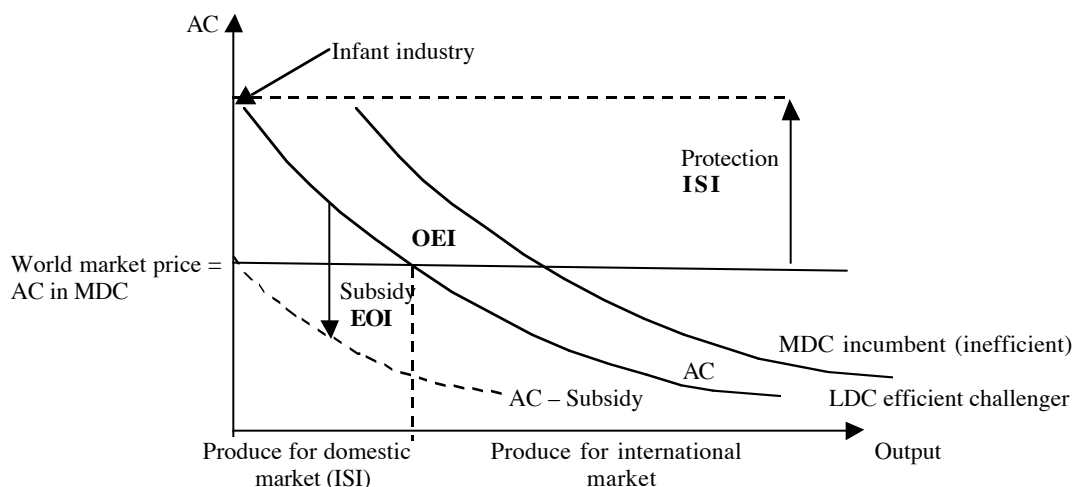 AC
Infant industry
Protection
ISI
OEI
World market price =
AC in MDC
Subsidy
EOI
MDC incumbent (inefficient)
AC
LDC efficient challenger
AC – Subsidy
Produce for domestic
market (ISI)
Produce for international
market
Output